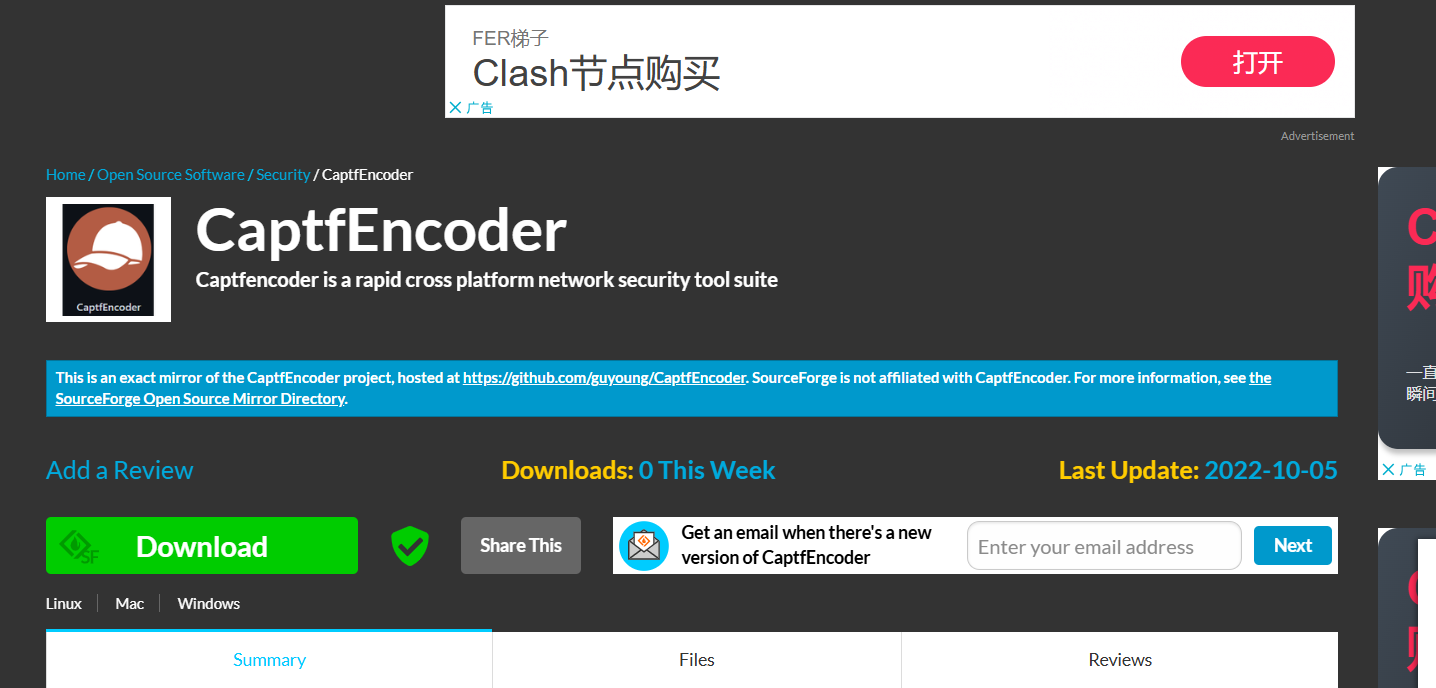 FER梯子
Clash节点购买
打开
广告
Advertisement
Home / Open Source Software / Security / CaptfEncoder
CaptfEncoder
CaptfEncoder
Captfencoder is a rapid cross platform network security tool suite
This is an exact mirror of the CaptfEncoder project, hosted at https://github.com/guyoung/CaptfEncoder. SourceForge is not affiliated with CaptfEncoder. For more information, see the
SourceForge Open Source Mirror Directory.
一直
瞬间
广告
Add a Review
Downloads: 0 This Week
Last Update: 2022-10-05
SF
Download
Share This
Get an email when there's a new
version of CaptfEncoder
Enter your email address
Next
Linux
Mac
Windows
Summary
Files
Reviews